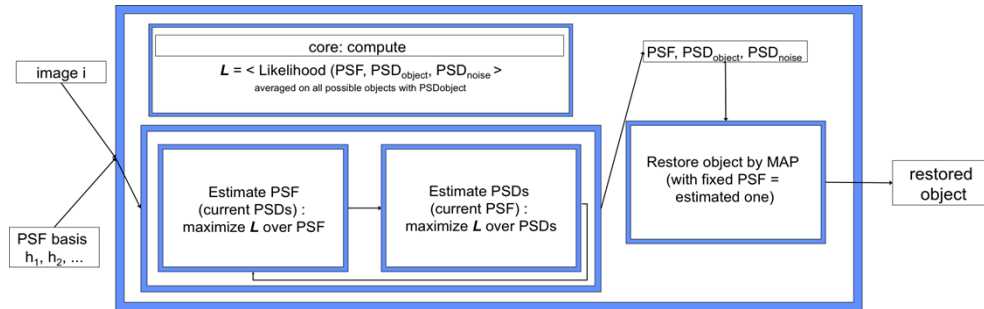 core: compute
L = < Likelihood (PSF, PSDobject, PSDnoise >
averaged on all possible objects with PSDobject
image i
PSF basis
h1, h2, ...
Estimate PSF
(current PSDs) :
maximize L over PSF
Estimate PSDs
(current PSF) :
maximize L over PSDs
PSF, PSDobject, PSDnoise
Restore object by MAP
(with fixed PSF =
estimated one)
restored
object